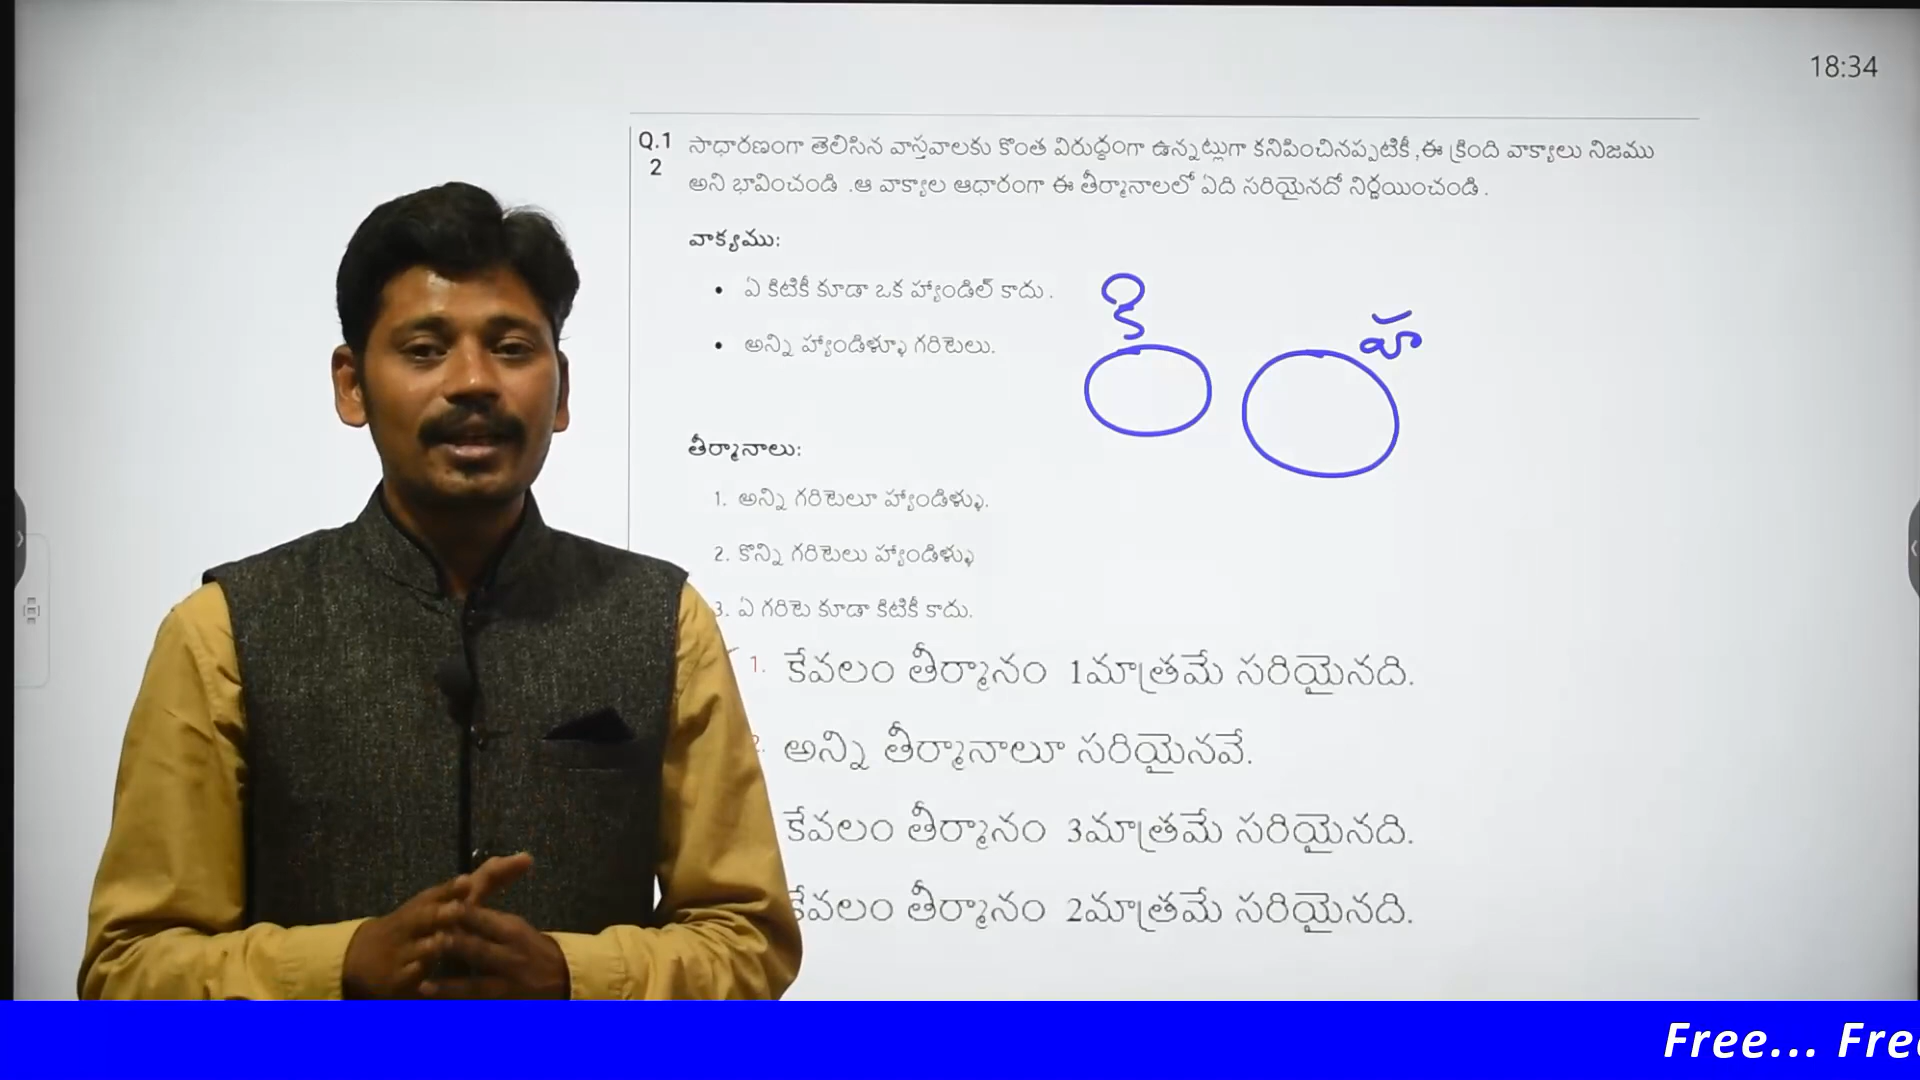 18:34
Q.1 సాధారణంగా తెలిసిన వాస్తవాలకు కొంత విరుద్ధంగా ఉన్నట్లుగా కనిపించినప్పటికీ,ఈ క్రింది వాక్యాలు నిజము
2 అని భావించండి .ఆ వాక్యాల ఆధారంగా ఈ తీర్మానాలలో ఏది సరియైనదో నిర్ణయించండి.
వాక్యము:
• ఏ కిటికీ కూడా ఒక హ్యాండిల్ కాదు.
కి
హ
• అన్ని హ్యాండిళ్ళూ గరిటెలు.
తీర్మానాలు:
1. అన్ని గరిటెలూ హ్యాండిళ్ళు.
2. కొన్ని గరిటెలు హ్యాండిళ్ళు
3. ఏ గరిటె కూడా కిటికీ కాదు.
1. కేవలం తీర్మానం 1మాత్రమే సరియైనది.
2. అన్ని తీర్మానాలూ సరియైనవే.
కేవలం తీర్మానం 3మాత్రమే సరియైనది.
కేవలం తీర్మానం 2మాత్రమే సరియైనది.
Free... Free